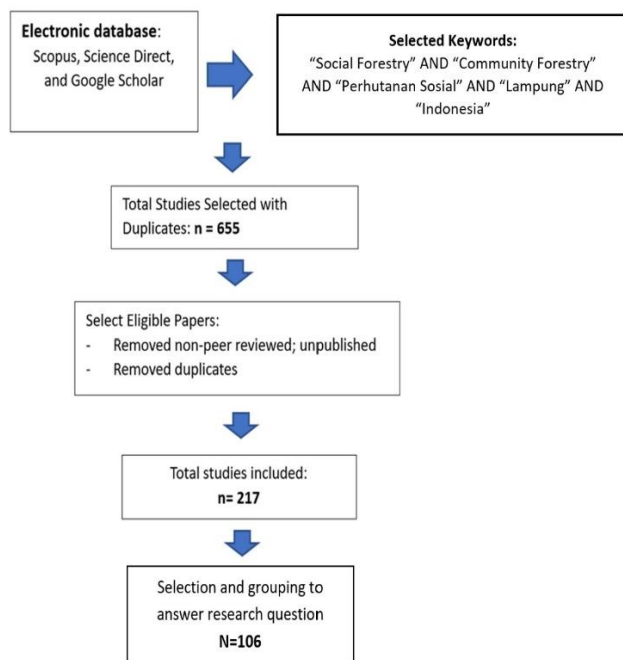 Electronic database:
Scopus, Science Direct,
and Google Scholar
Selected Keywords:
“Social Forestry” AND “Community Forestry”
AND “Perhutanan Sosial” AND “Lampung” AND
“Indonesia”
Total Studies Selected with
Duplicates: n = 655
Select Eligible Papers:
- Removed non-peer reviewed; unpublished
- Removed duplicates
Total studies included:
n= 217
Selection and grouping to
answer research question
N=106